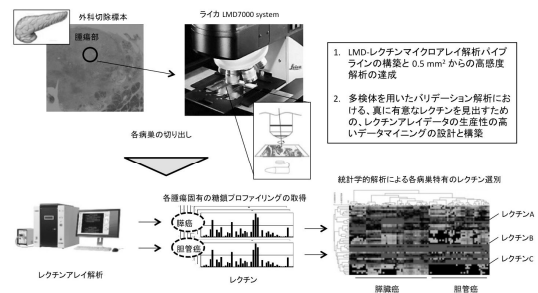 外科切除標本
腫瘍部
ライカ LMD7000 system
1. LMD-レクチンマイクロアレイ解析パイプ
ラインの構築と 0.5 mm² からの高感度
解析の達成
2. 多検体を用いたバリデーション解析にお
ける、真に有意なレクチンを見出すため
の、レクチンアレイデータの生産性の高
いデータマイニングの設計と構築
各病巣の切り出し
各腫瘍固有の糖鎖プロファイリングの取得
膵癌
胆管癌
レクチン
レクチンアレイ解析
統計学的解析による各病巣特有のレクチン選別
レクチンA
レクチンB
レクチンC
膵臓癌
胆管癌